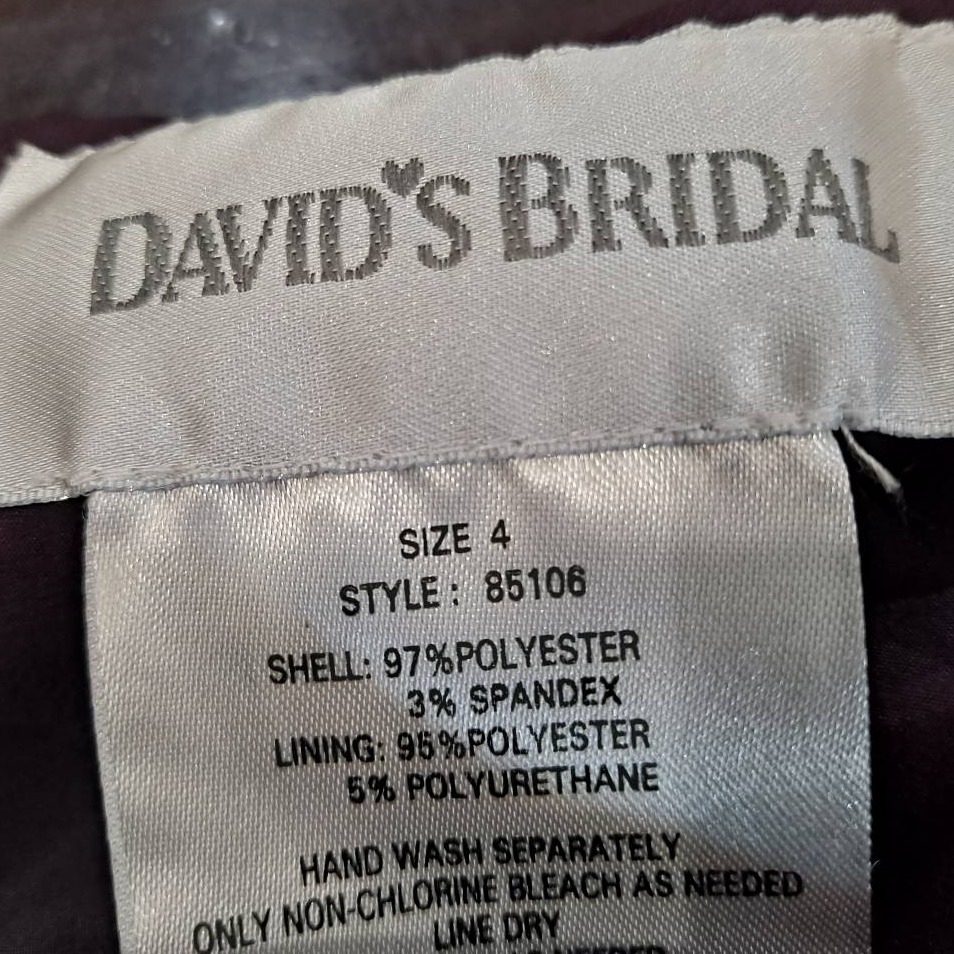 DAVID'S BRIDAL
SIZE 4
STYLE: 85106
SHELL: 97%POLYESTER
3% SPANDEX
LINING: 95%POLYESTER
5% POLYURETHANE
HAND WASH SEPARATELY
ONLY NON-CHLORINE BLEACH AS NEEDED
LINE DRY
NEEDED